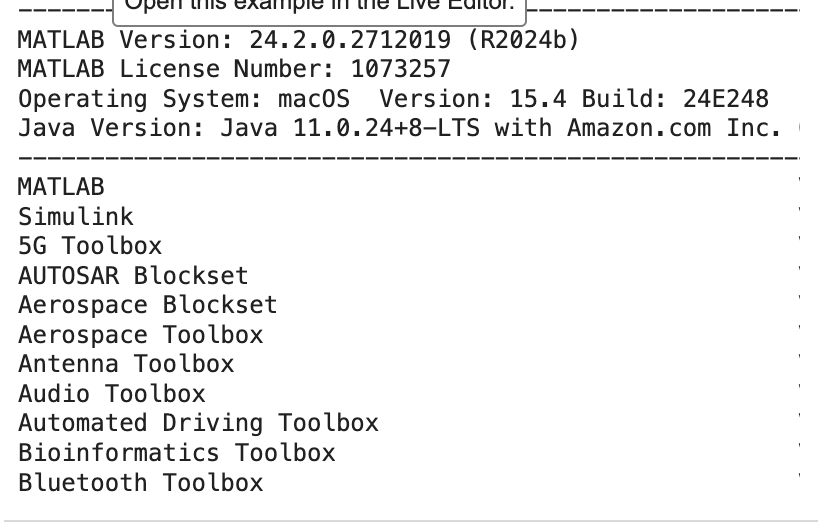 Open this example in the Live Editor.
MATLAB Version: 24.2.0.2712019 (R2024b)
MATLAB License Number: 1073257
Operating System: macOS  Version: 15.4 Build: 24E248
Java Version: Java 11.0.24+8-LTS with Amazon.com Inc.
-------------------------------------------------------
MATLAB
Simulink
5G Toolbox
AUTOSAR Blockset
Aerospace Blockset
Aerospace Toolbox
Antenna Toolbox
Audio Toolbox
Automated Driving Toolbox
Bioinformatics Toolbox
Bluetooth Toolbox